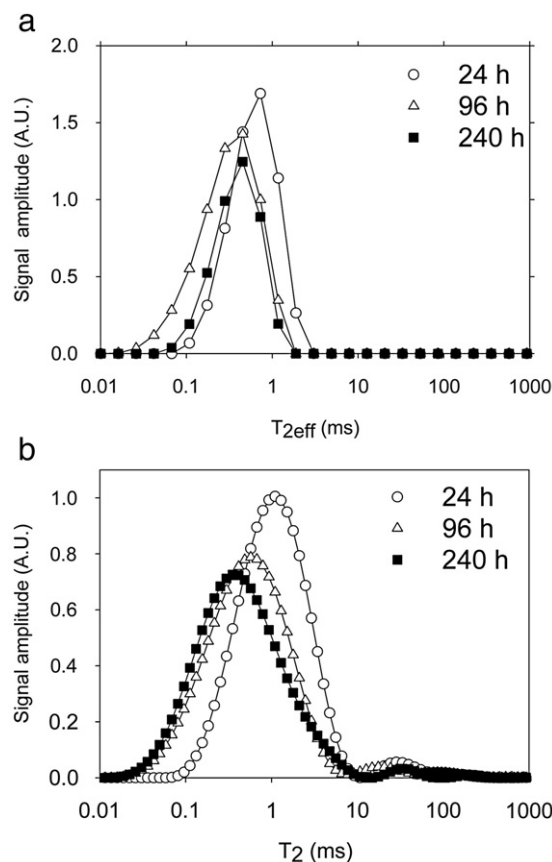 a
2.0
1.5
1.0
0.5
0.0
Signal amplitude (A.U.)
24 h
96 h
240 h
0.01 0.1 1 10 100 1000
T2eff (ms)
b
1.0
0.8
0.6
0.4
0.2
0.0
Signal amplitude (A.U.)
24 h
96 h
240 h
0.01 0.1 1 10 100 1000
T2 (ms)